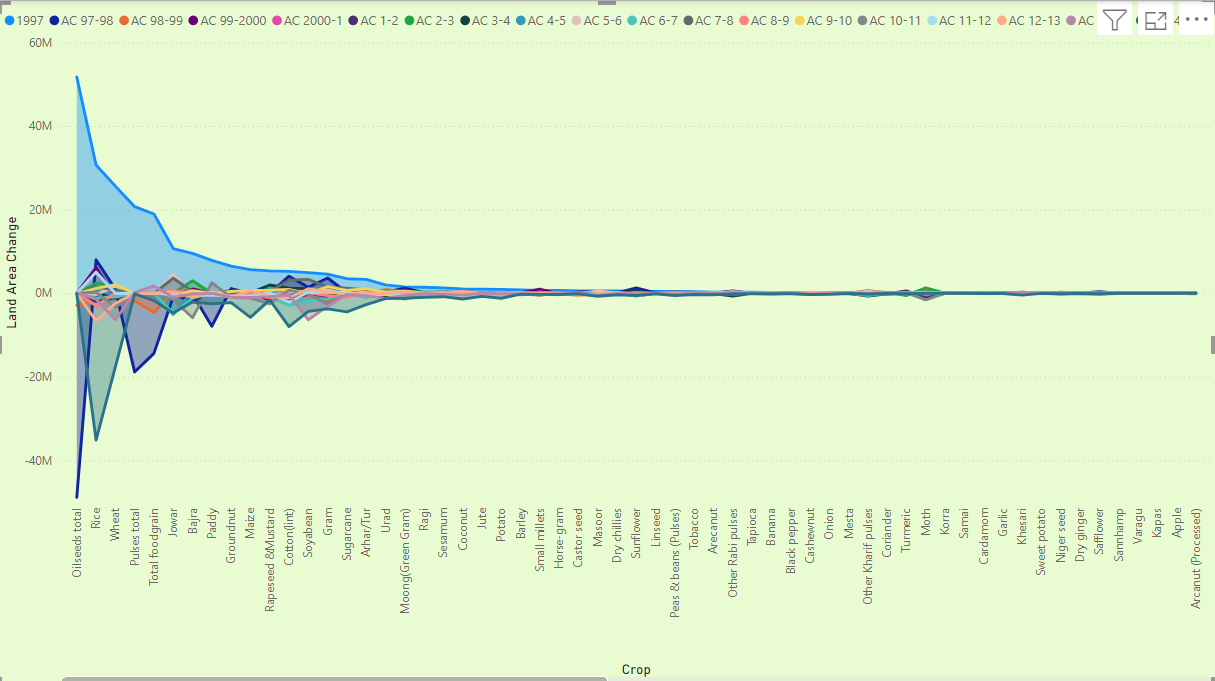 1997 AC 97-98 AC 98-99 AC 99-2000 AC 2000-1 AC 1-2 AC 2-3 AC 3-4 AC 4-5 AC 5-6 AC 6-7 AC 7-8 AC 8-9 AC 9-10 AC 10-11 AC 11-12 AC 12-13 AC
60M
40M
20M
0M
-20M
-40M
Land Area Change
Oilseeds total
Rice
Wheat
Pulses total
Total foodgrain
Jowar
Bajra
Paddy
Groundnut
Maize
Rapeseed &Mustard
Cotton(lint)
Soyabean
Gram
Sugarcane
Arhar/Tur
Urad
Moong(Green Gram)
Ragi
Sesamum
Coconut
Jute
Potato
Barley
Small millets
Horse-gram
Castor seed
Masoor
Dry chillies
Sunflower
Linseed
Peas & beans (Pulses)
Tobacco
Arecanut
Other Rabi pulses
Tapioca
Banana
Black pepper
Cashewnut
Onion
Mesta
Other Kharif pulses
Coriander
Turmeric
Moth
Korra
Samai
Cardamom
Garlic
Khesari
Sweet potato
Niger seed
Dry ginger
Safflower
Sannhamp
Varagu
Kapas
Apple
Arcanut (Processed)
Crop